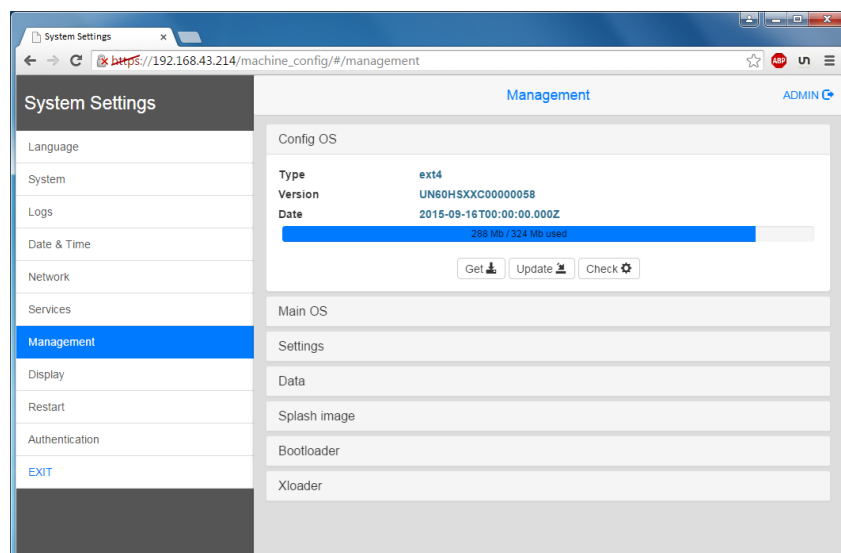 System Settings
https://192.168.43.214/machine_config/#/management
ABP
System Settings
Management
ADMIN
Language
System
Logs
Date & Time
Network
Services
Management
Display
Restart
Authentication
EXIT
Config OS
Type ext4
Version UN60HSXXC00000058
Date 2015-09-16T00:00:00.000Z
288 Mb / 324 Mb used
Get Update Check
Main OS
Settings
Data
Splash image
Bootloader
Xloader